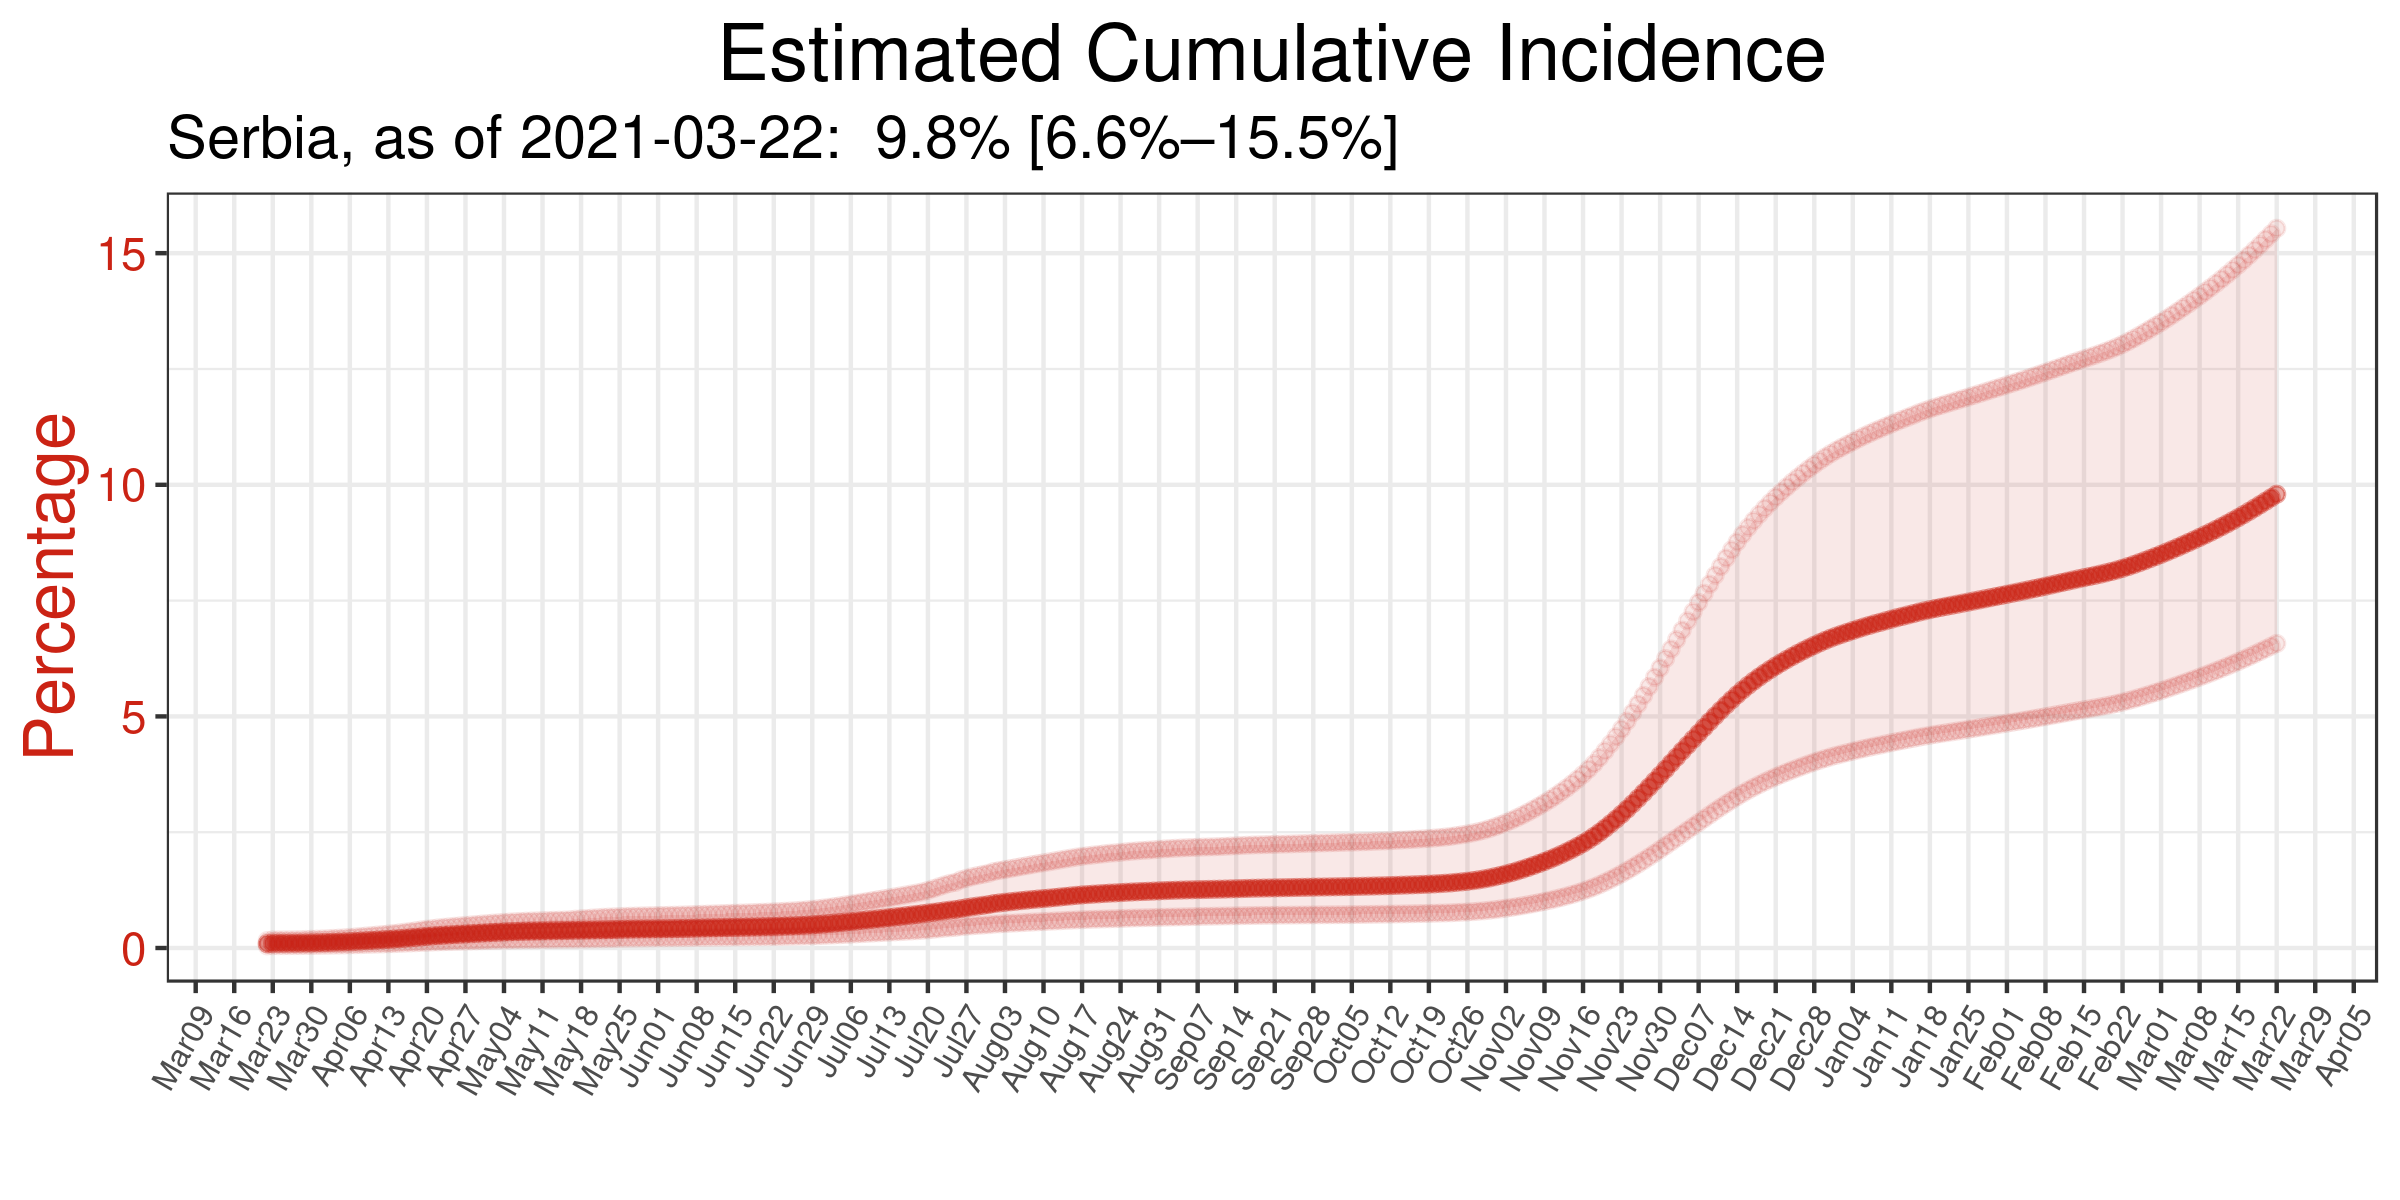 Estimated Cumulative Incidence
Serbia, as of 2021-03-22:  9.8% [6.6%–15.5%]
Percentage
15
10
5
0
Mar09 Mar16 Mar23 Mar30 Apr06 Apr13 Apr20 Apr27 May04 May11 May18 May25 Jun01 Jun08 Jun15 Jun22 Jun29 Jul06 Jul13 Jul20 Jul27 Aug03 Aug10 Aug17 Aug24 Aug31 Sep07 Sep14 Sep21 Sep28 Oct05 Oct12 Oct19 Oct26 Nov02 Nov09 Nov16 Nov23 Nov30 Dec07 Dec14 Dec21 Dec28 Jan04 Jan11 Jan18 Jan25 Feb01 Feb08 Feb15 Feb22 Mar01 Mar08 Mar15 Mar22 Mar29 Apr05